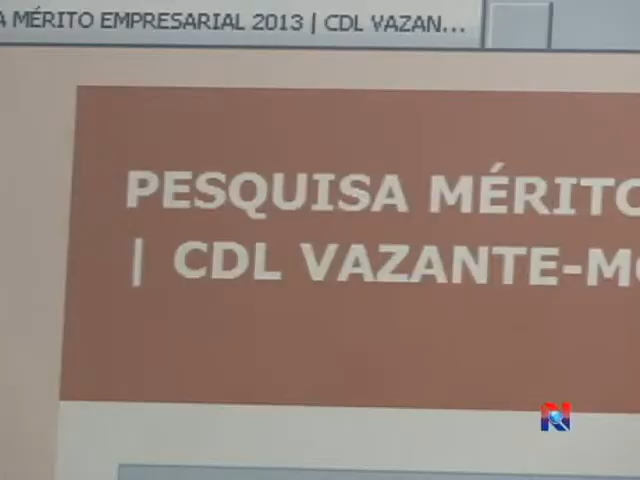 A MÉRITO EMPRESARIAL 2013 | CDL VAZAN...
PESQUISA MÉRITO
| CDL VAZANTE-M